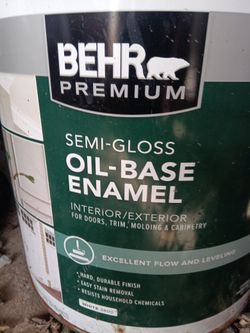 BEHR
PREMIUM
SEMI-GLOSS
OIL-BASE
ENAMEL
INTERIOR/EXTERIOR
FOR DOORS, TRIM, MOLDING & CABINETRY
EXCELLENT FLOW AND LEVELING
• HARD, DURABLE FINISH
• EASY STAIN REMOVAL
• RESISTS HOUSEHOLD CHEMICALS
WHITE